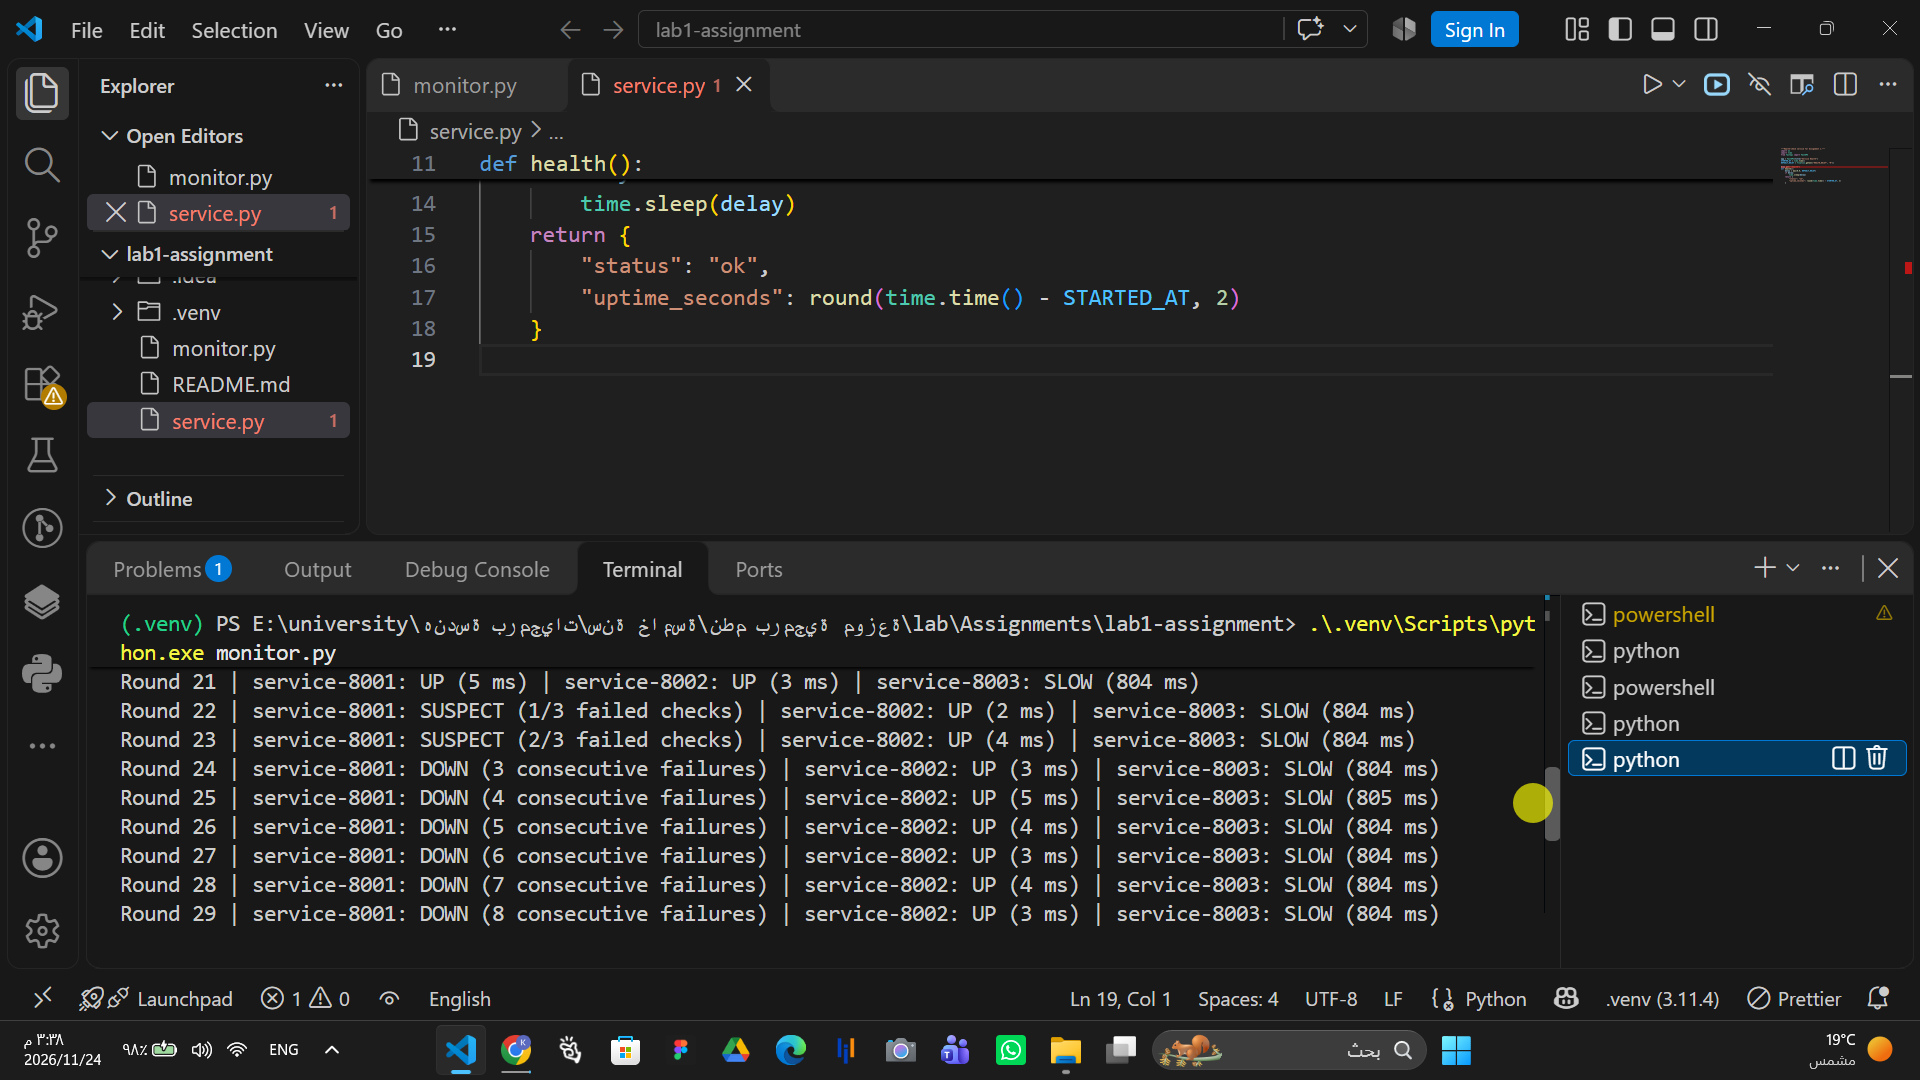 File Edit Selection View Go ···
lab1-assignment
Sign In
Explorer
Open Editors
monitor.py
service.py 1
lab1-assignment
.idea
.venv
monitor.py
README.md
service.py 1
Outline
monitor.py
service.py 1
service.py > ...
11 def health():
14 time.sleep(delay)
15 return {
16 "status": "ok",
17 "uptime_seconds": round(time.time() - STARTED_AT, 2)
18 }
19
Problems 1 Output Debug Console Terminal Ports
(.venv) PS E:\university\هندسة برمجيات\سنة خامسة\نظم برمجية موزعة\lab\Assignments\lab1-assignment> .\.venv\Scripts\pyt
hon.exe monitor.py
Round 21 | service-8001: UP (5 ms) | service-8002: UP (3 ms) | service-8003: SLOW (804 ms)
Round 22 | service-8001: SUSPECT (1/3 failed checks) | service-8002: UP (2 ms) | service-8003: SLOW (804 ms)
Round 23 | service-8001: SUSPECT (2/3 failed checks) | service-8002: UP (4 ms) | service-8003: SLOW (804 ms)
Round 24 | service-8001: DOWN (3 consecutive failures) | service-8002: UP (3 ms) | service-8003: SLOW (804 ms)
Round 25 | service-8001: DOWN (4 consecutive failures) | service-8002: UP (5 ms) | service-8003: SLOW (805 ms)
Round 26 | service-8001: DOWN (5 consecutive failures) | service-8002: UP (4 ms) | service-8003: SLOW (804 ms)
Round 27 | service-8001: DOWN (6 consecutive failures) | service-8002: UP (3 ms) | service-8003: SLOW (804 ms)
Round 28 | service-8001: DOWN (7 consecutive failures) | service-8002: UP (4 ms) | service-8003: SLOW (804 ms)
Round 29 | service-8001: DOWN (8 consecutive failures) | service-8002: UP (3 ms) | service-8003: SLOW (804 ms)
powershell
python
powershell
python
python
Launchpad 1 0 English Ln 19, Col 1 Spaces: 4 UTF-8 LF Python .venv (3.11.4) Prettier
٣:٣٨ م
2026/11/24
٩٨٪
ENG
بحث
19°C
مشمس